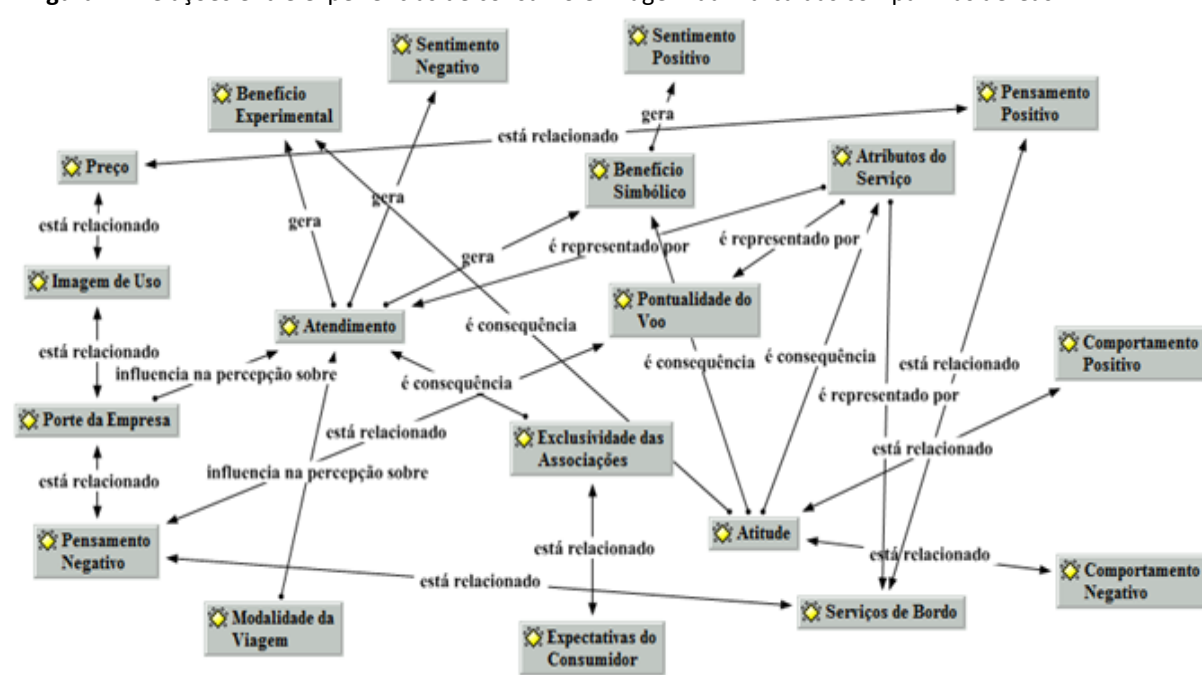 Sentimento
Negativo
Sentimento
Positivo
Benefício
Experimental
Pensamento
Positivo
gera
está relacionado
Preço
Benefício
Simbólico
Atributos do
Serviço
gera
está relacionado
gera
é representado por
é representado por
gera
Imagem de Uso
Pontualidade do
Voo
Atendimento
é consequência
está relacionado
influencia na percepção sobre
é consequência
é consequência
é consequência
está relacionado
Comportamento
Positivo
é representado por
Porte da Empresa
está relacionado
Exclusividade das
Associações
está relacionado
influencia na percepção sobre
está relacionado
Pensamento
Negativo
Atitude
está relacionado
está relacionado
está relacionado
Comportamento
Negativo
Modalidade da
Viagem
Serviços de Bordo
Expectativas do
Consumidor